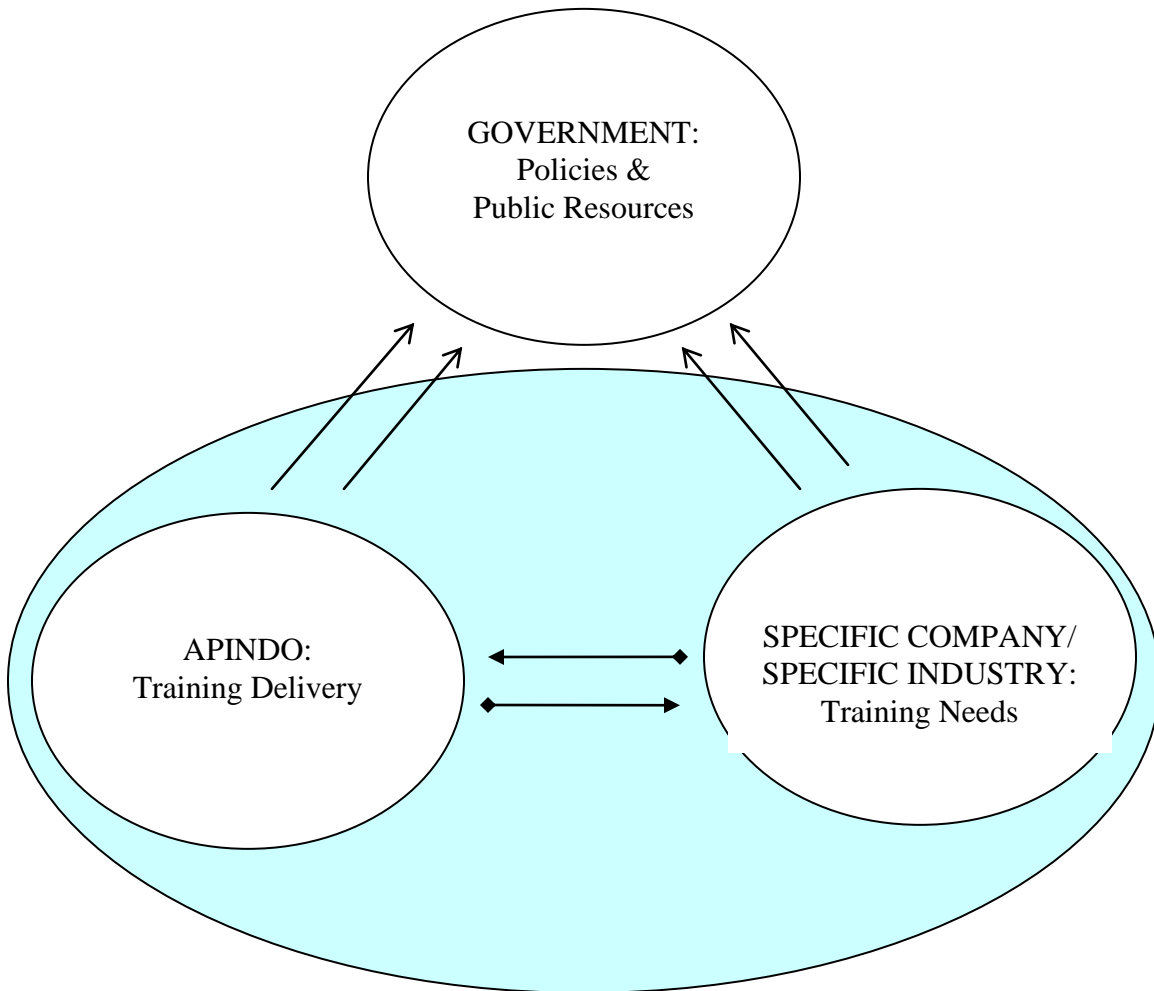 GOVERNMENT:
Policies &
Public Resources
APINDO:
Training Delivery
SPECIFIC COMPANY/
SPECIFIC INDUSTRY:
Training Needs